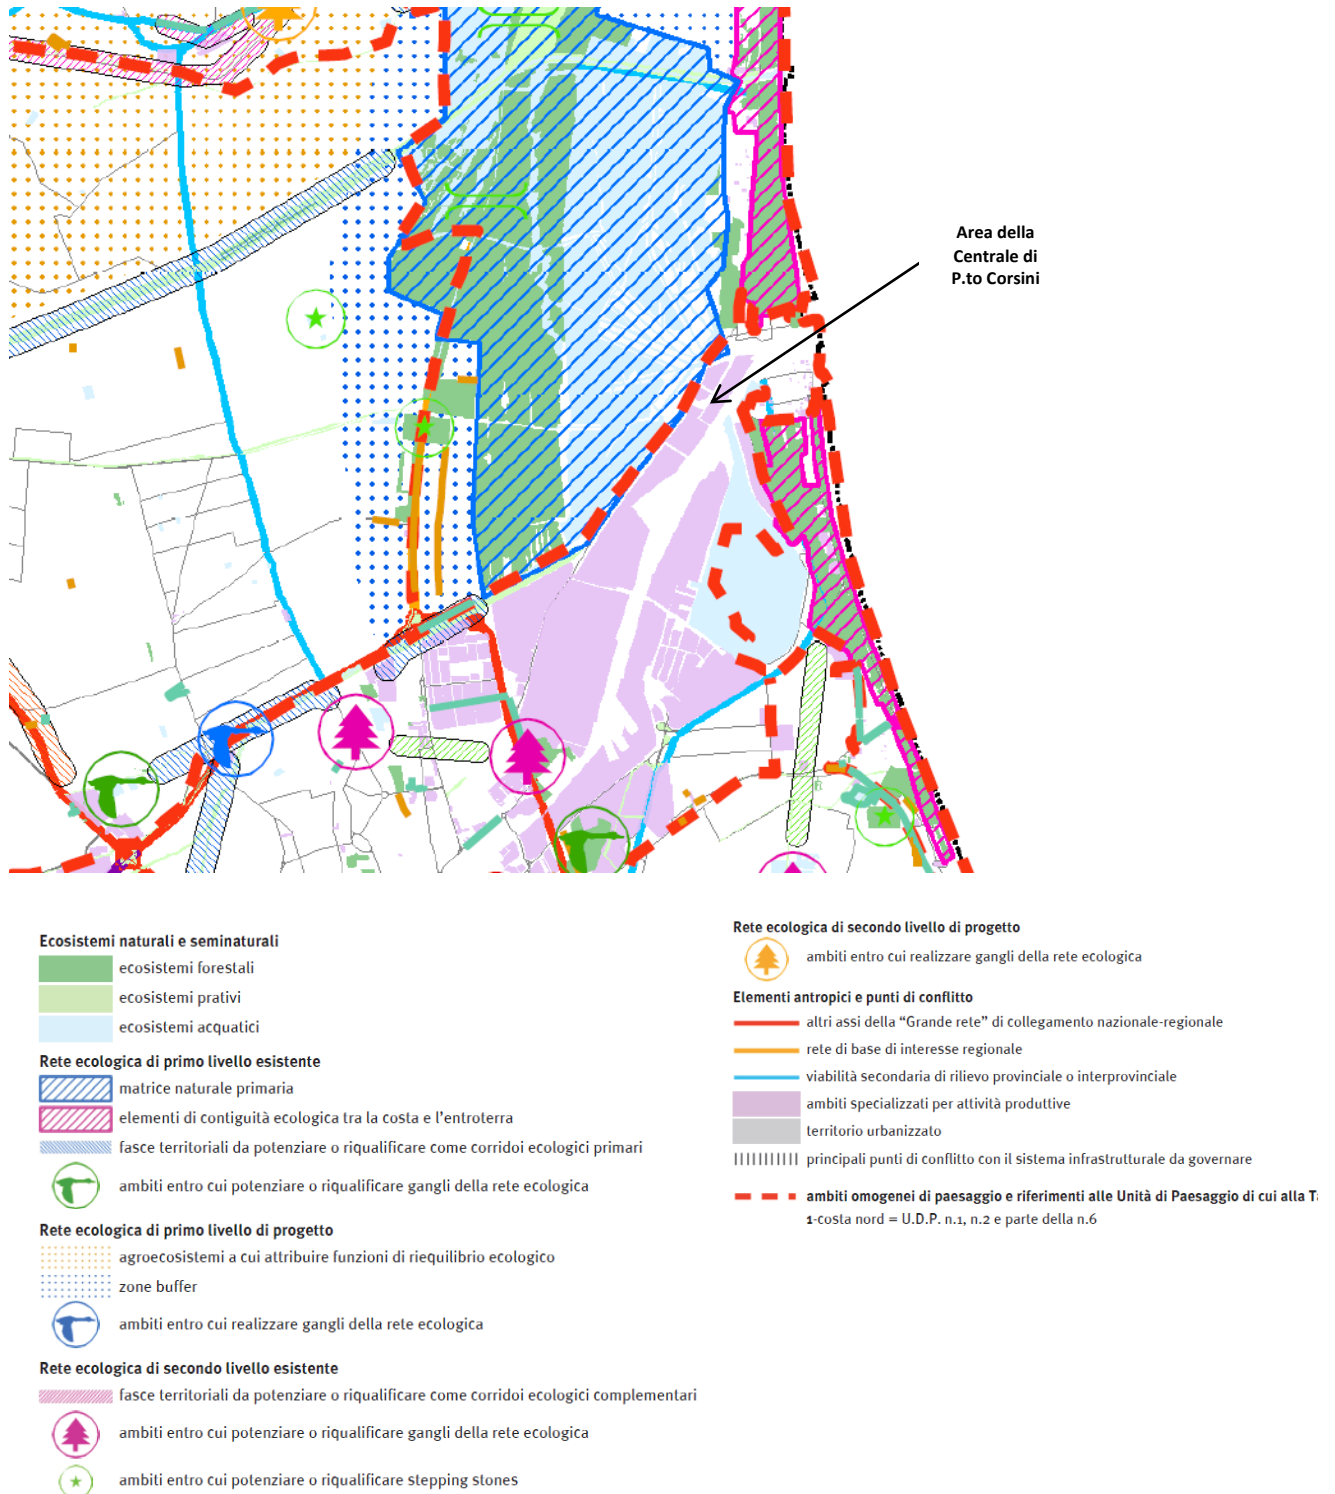 Area della
Centrale di
P.to Corsini
Ecosistemi naturali e seminaturali
ecosistemi forestali
ecosistemi prativi
ecosistemi acquatici
Rete ecologica di primo livello esistente
matrice naturale primaria
elementi di contiguità ecologica tra la costa e l'entroterra
fasce territoriali da potenziare o riqualificare come corridoi ecologici primari
ambiti entro cui potenziare o riqualificare gangli della rete ecologica
Rete ecologica di primo livello di progetto
agroecosistemi a cui attribuire funzioni di riequilibrio ecologico
zone buffer
ambiti entro cui realizzare gangli della rete ecologica
Rete ecologica di secondo livello esistente
fasce territoriali da potenziare o riqualificare come corridoi ecologici complementari
ambiti entro cui potenziare o riqualificare gangli della rete ecologica
ambiti entro cui potenziare o riqualificare stepping stones
Rete ecologica di secondo livello di progetto
ambiti entro cui realizzare gangli della rete ecologica
Elementi antropici e punti di conflitto
altri assi della "Grande rete" di collegamento nazionale-regionale
rete di base di interesse regionale
viabilità secondaria di rilievo provinciale o interprovinciale
ambiti specializzati per attività produttive
territorio urbanizzato
principali punti di conflitto con il sistema infrastrutturale da governare
ambiti omogenei di paesaggio e riferimenti alle Unità di Paesaggio di cui alla
1-costa nord = U.D.P. n.1, n.2 e parte della n.6